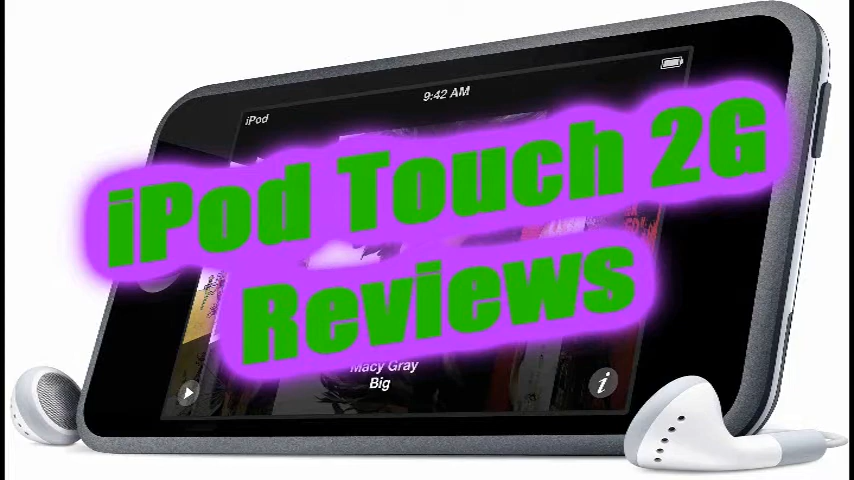 iPod
9:42 AM
iPod Touch 2G
Reviews
Macy Gray
Big
i